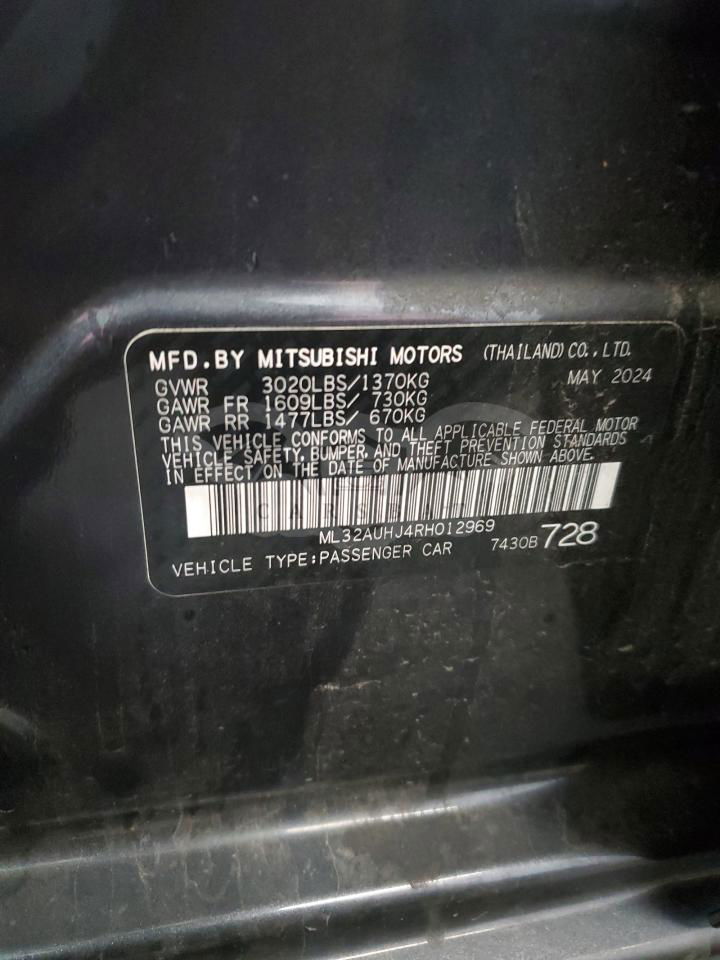 MFD.BY MITSUBISHI MOTORS (THAILAND) CO., LTD.
GVWR 3020LBS/1370KG MAY 2024
GAWR FR 1609LBS/ 730KG
GAWR RR 1477LBS/ 670KG
THIS VEHICLE CONFORMS TO ALL APPLICABLE FEDERAL MOTOR
VEHICLE SAFETY, BUMPER, AND THEFT PREVENTION STANDARDS
IN EFFECT ON THE DATE OF MANUFACTURE SHOWN ABOVE.
ML32AUHJ4RH012969
VEHICLE TYPE:PASSENGER CAR 7430B 728